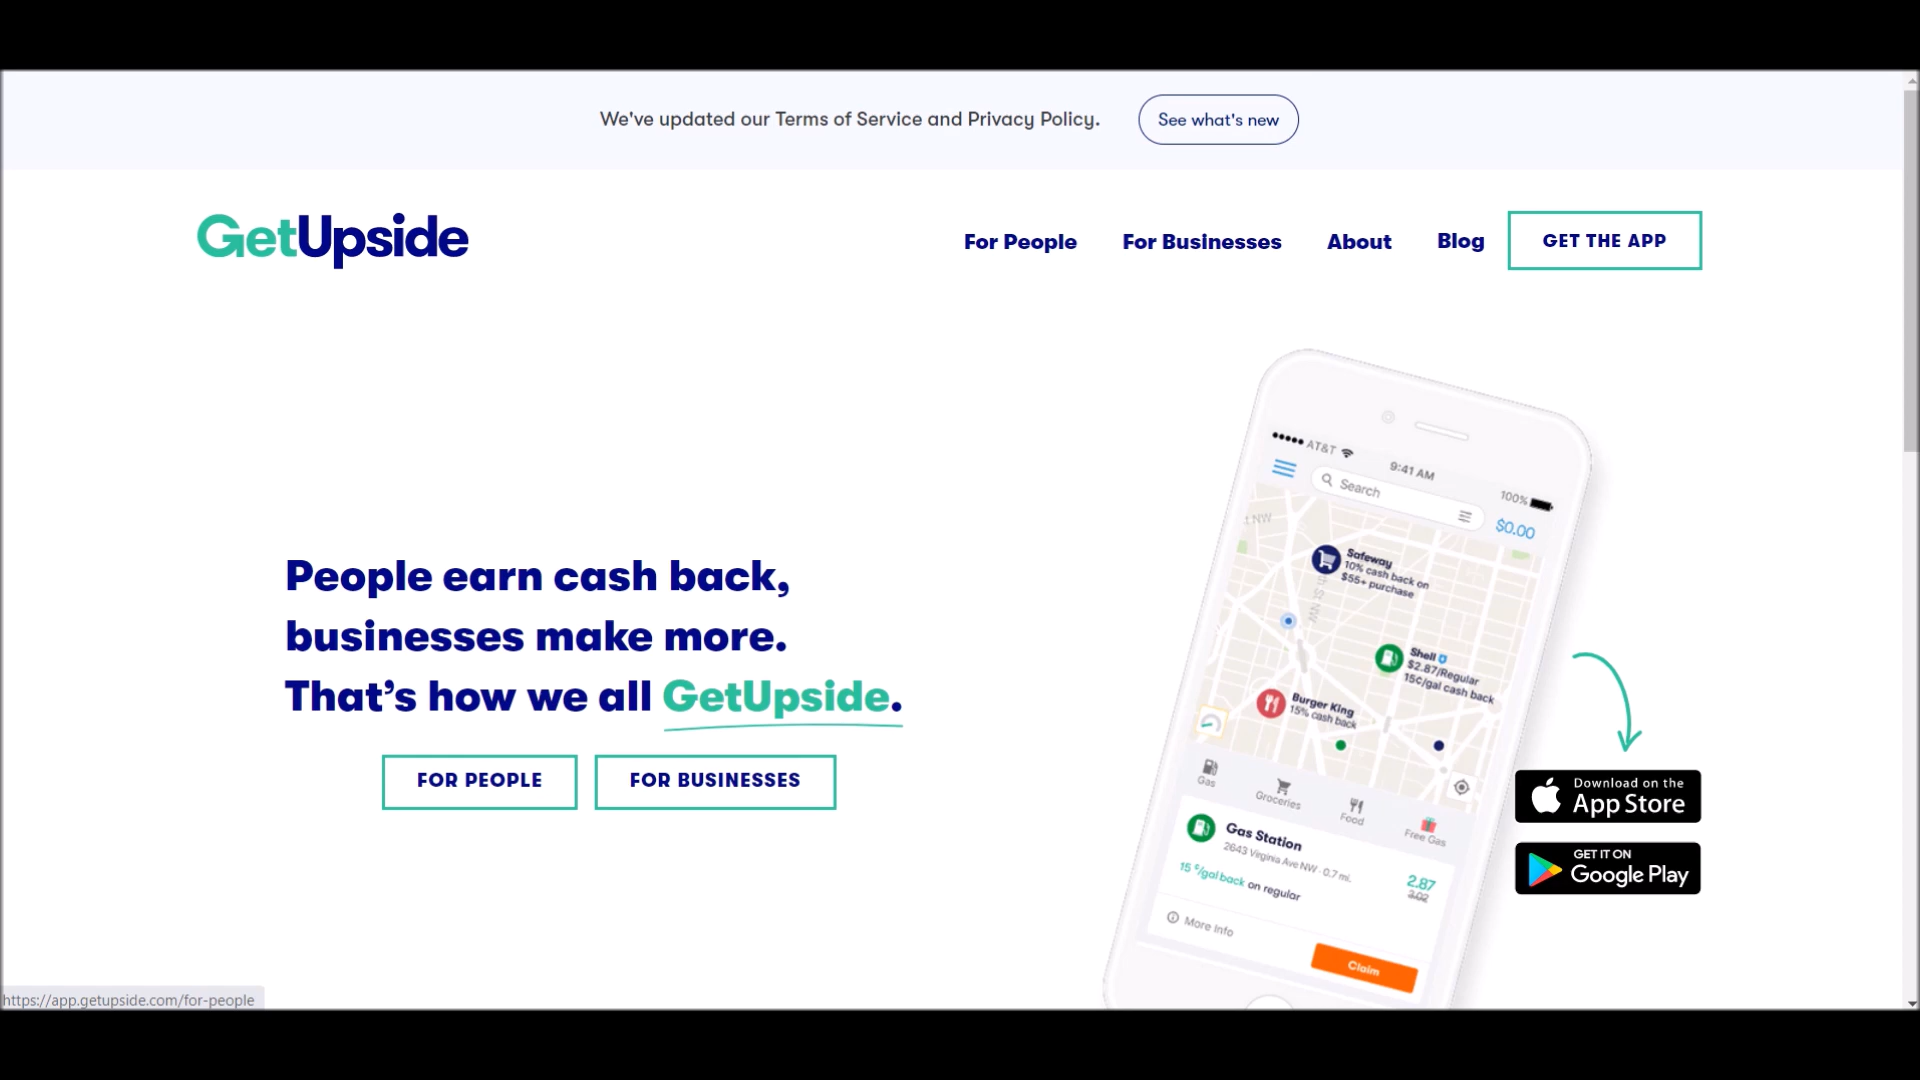 We've updated our Terms of Service and Privacy Policy.
See what's new
GetUpside
For People
For Businesses
About
Blog
GET THE APP
People earn cash back,
businesses make more.
That's how we all GetUpside.
FOR PEOPLE
FOR BUSINESSES
AT&T
9:41 AM
100%
Search
$0.00
Safeway
10% cash back on
$55+ purchase
Shell
$2.87/Regular
15¢/gal cash back
Burger King
15% cash back
Gas
Groceries
Food
Free Gas
Gas Station
2643 Virginia Ave NW · 0.7 mi.
15 ¢/gal back on regular
2.87
3.02
More Info
Claim
Download on the
App Store
GET IT ON
Google Play
https://app.getupside.com/for-people